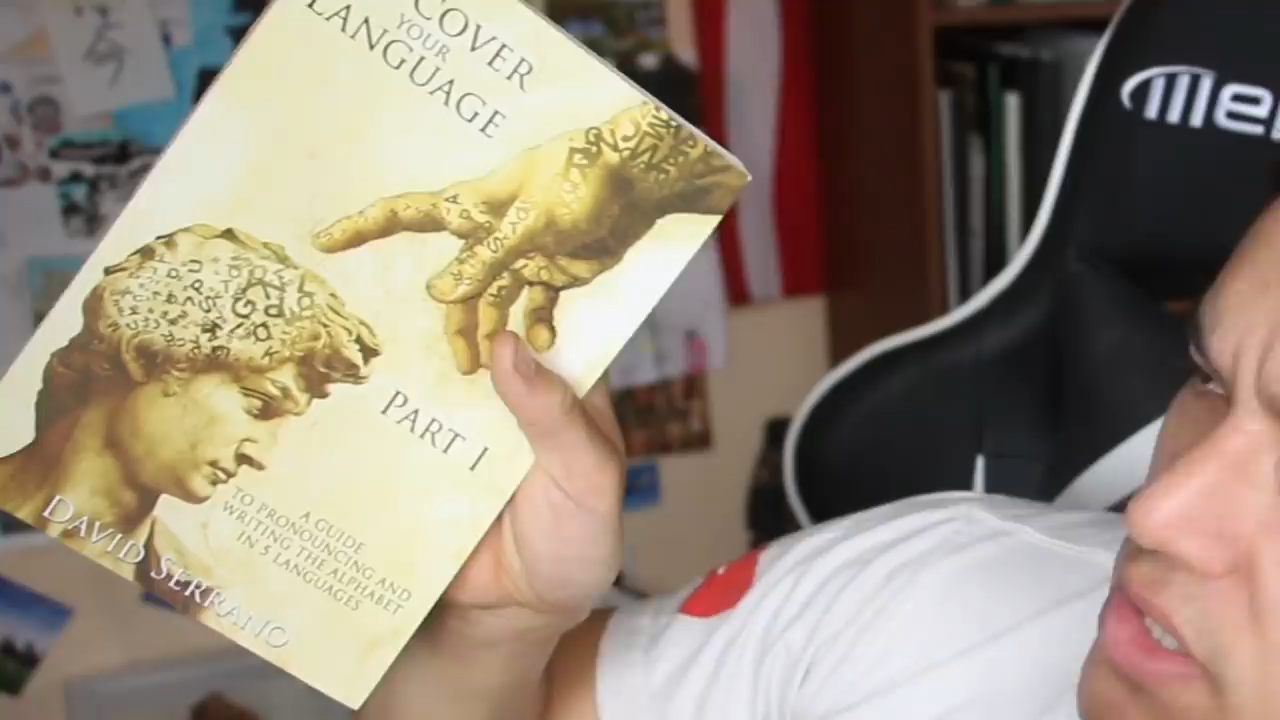 COVER
YOUR
LANGUAGE
PART I
A GUIDE
TO PRONOUNCING AND
WRITING THE ALPHABET
IN 5 LANGUAGES
DAVID SERRANO